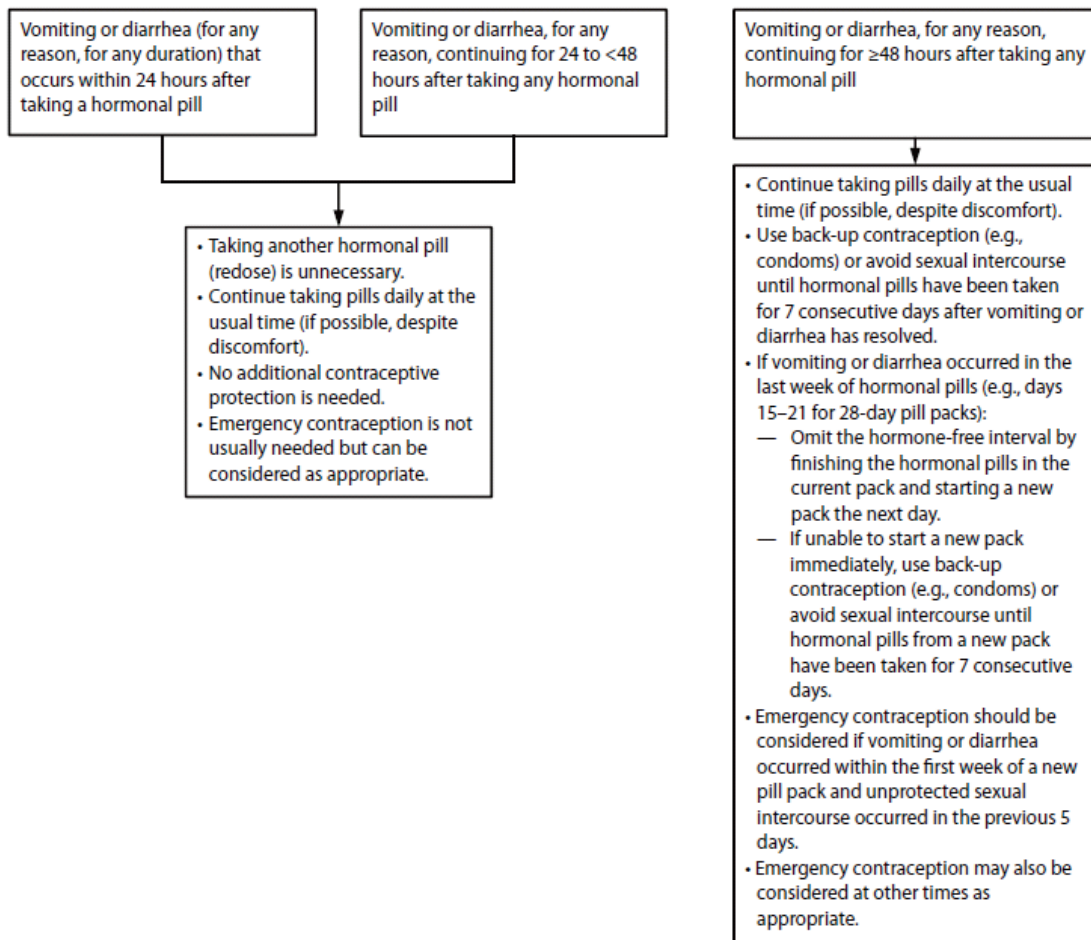 Vomiting or diarrhea (for any
reason, for any duration) that
occurs within 24 hours after
taking a hormonal pill
Vomiting or diarrhea, for any
reason, continuing for 24 to <48
hours after taking any hormonal
pill
Vomiting or diarrhea, for any reason,
continuing for ≥48 hours after taking any
hormonal pill
• Taking another hormonal pill
(redose) is unnecessary.
• Continue taking pills daily at the
usual time (if possible, despite
discomfort).
• No additional contraceptive
protection is needed.
• Emergency contraception is not
usually needed but can be
considered as appropriate.
• Continue taking pills daily at the usual
time (if possible, despite discomfort).
• Use back-up contraception (e.g.,
condoms) or avoid sexual intercourse
until hormonal pills have been taken
for 7 consecutive days after vomiting or
diarrhea has resolved.
• If vomiting or diarrhea occurred in the
last week of hormonal pills (e.g., days
15–21 for 28-day pill packs):
— Omit the hormone-free interval by
finishing the hormonal pills in the
current pack and starting a new
pack the next day.
— If unable to start a new pack
immediately, use back-up
contraception (e.g., condoms) or
avoid sexual intercourse until
hormonal pills from a new pack
have been taken for 7 consecutive
days.
• Emergency contraception should be
considered if vomiting or diarrhea
occurred within the first week of a new
pill pack and unprotected sexual
intercourse occurred in the previous 5
days.
• Emergency contraception may also be
considered at other times as
appropriate.